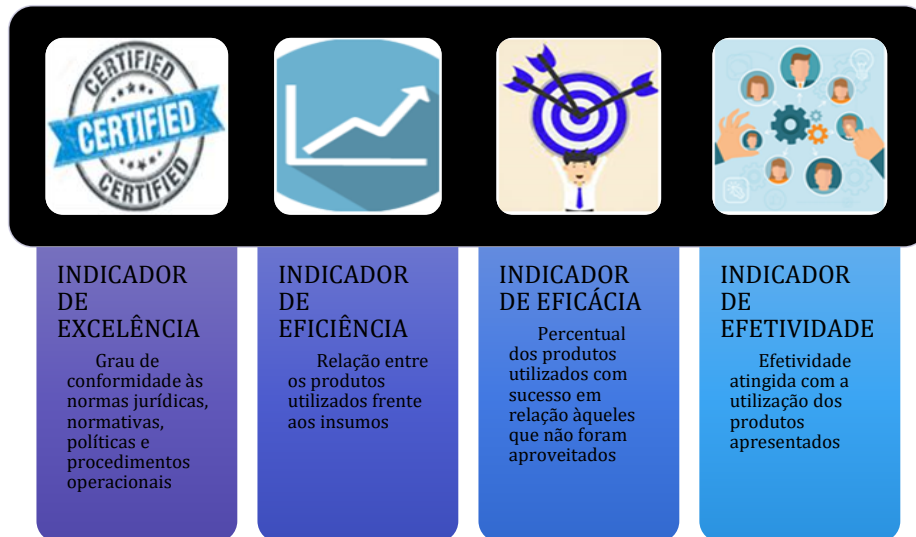 CERTIFIED
CERTIFIED
CERTIFIED
INDICADOR
DE
EXCELÊNCIA
Grau de
conformidade às
normas jurídicas,
normativas,
políticas e
procedimentos
operacionais
INDICADOR
DE
EFICIÊNCIA
Relação entre
os produtos
utilizados frente
aos insumos
INDICADOR
DE EFICÁCIA
Percentual
dos produtos
utilizados com
sucesso em
relação àqueles
que não foram
aproveitados
INDICADOR
DE
EFETIVIDADE
Efetividade
atingida com a
utilização dos
produtos
apresentados